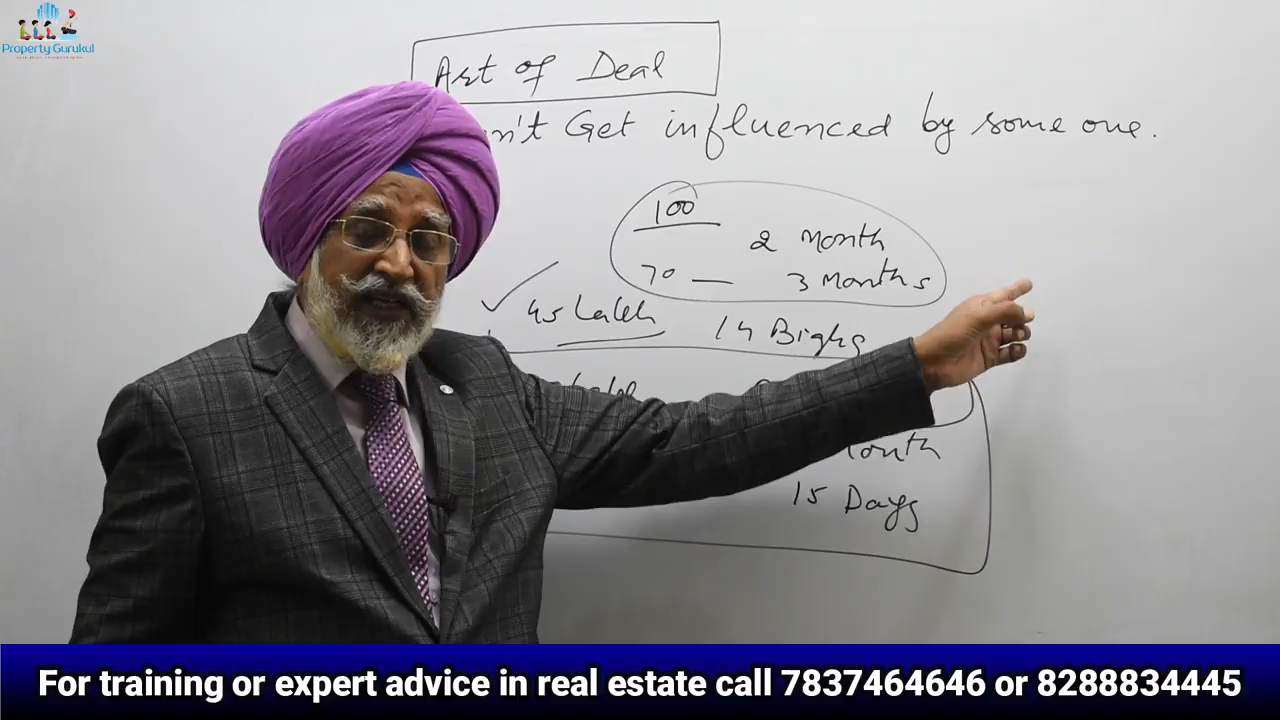 Property Gurukul
Art of Deal
n't Get influenced by some one.
100
2 Month
70 — 3 Months
45 Lakh 14 Bigha
onth
15 Days
For training or expert advice in real estate call 7837464646 or 8288834445